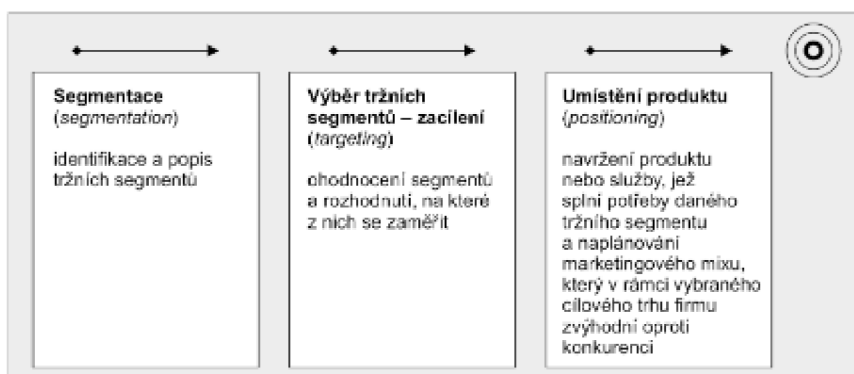 Segmentace
(segmentation)
identifikace a popis
tržních segmentů
Výběr tržních
segmentů – zacílení
(targeting)
ohodnocení segmentů
a rozhodnutí, na které
z nich se zaměřit
Umístění produktu
(positioning)
navržení produktu
nebo služby, jež
splní potřeby daného
tržního segmentu
a naplánování
marketingového mixu,
který v rámci vybraného
cílového trhu firmu
zvýhodní oproti
konkurenci